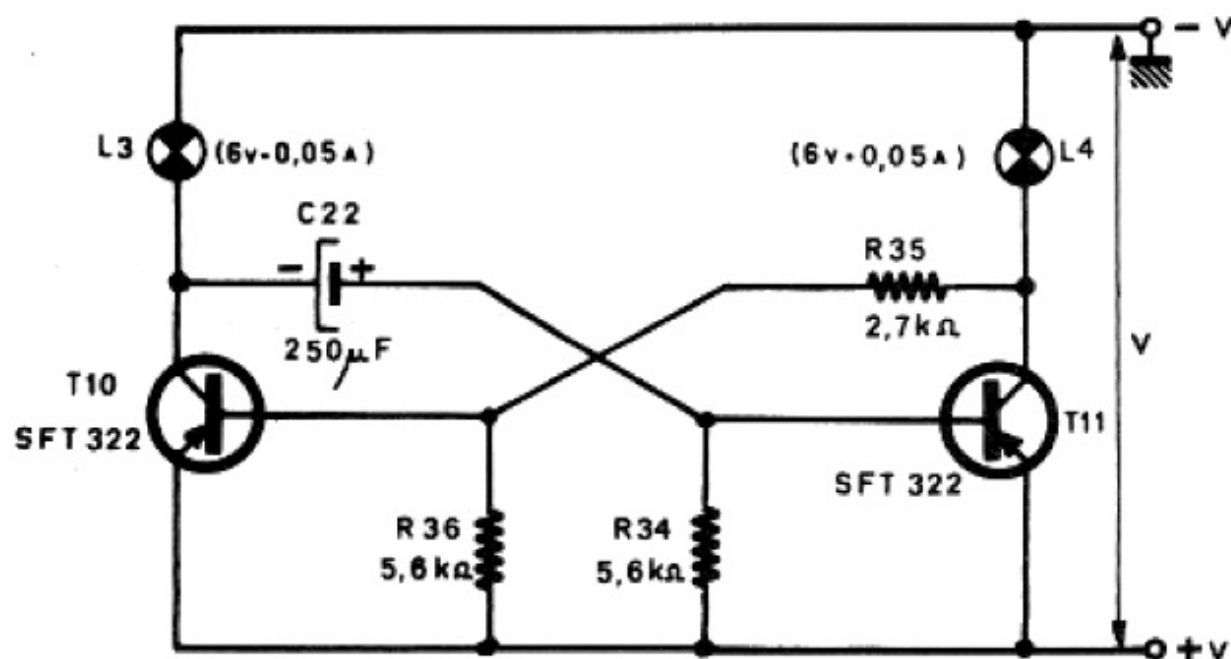 - V
L3
(6v-0,05A)
(6v-0,05A)
L4
C22
- +
250μF
R35
2,7kΩ
V
T10
SFT 322
T11
SFT 322
R36
5,6kΩ
R34
5,6kΩ
+ V